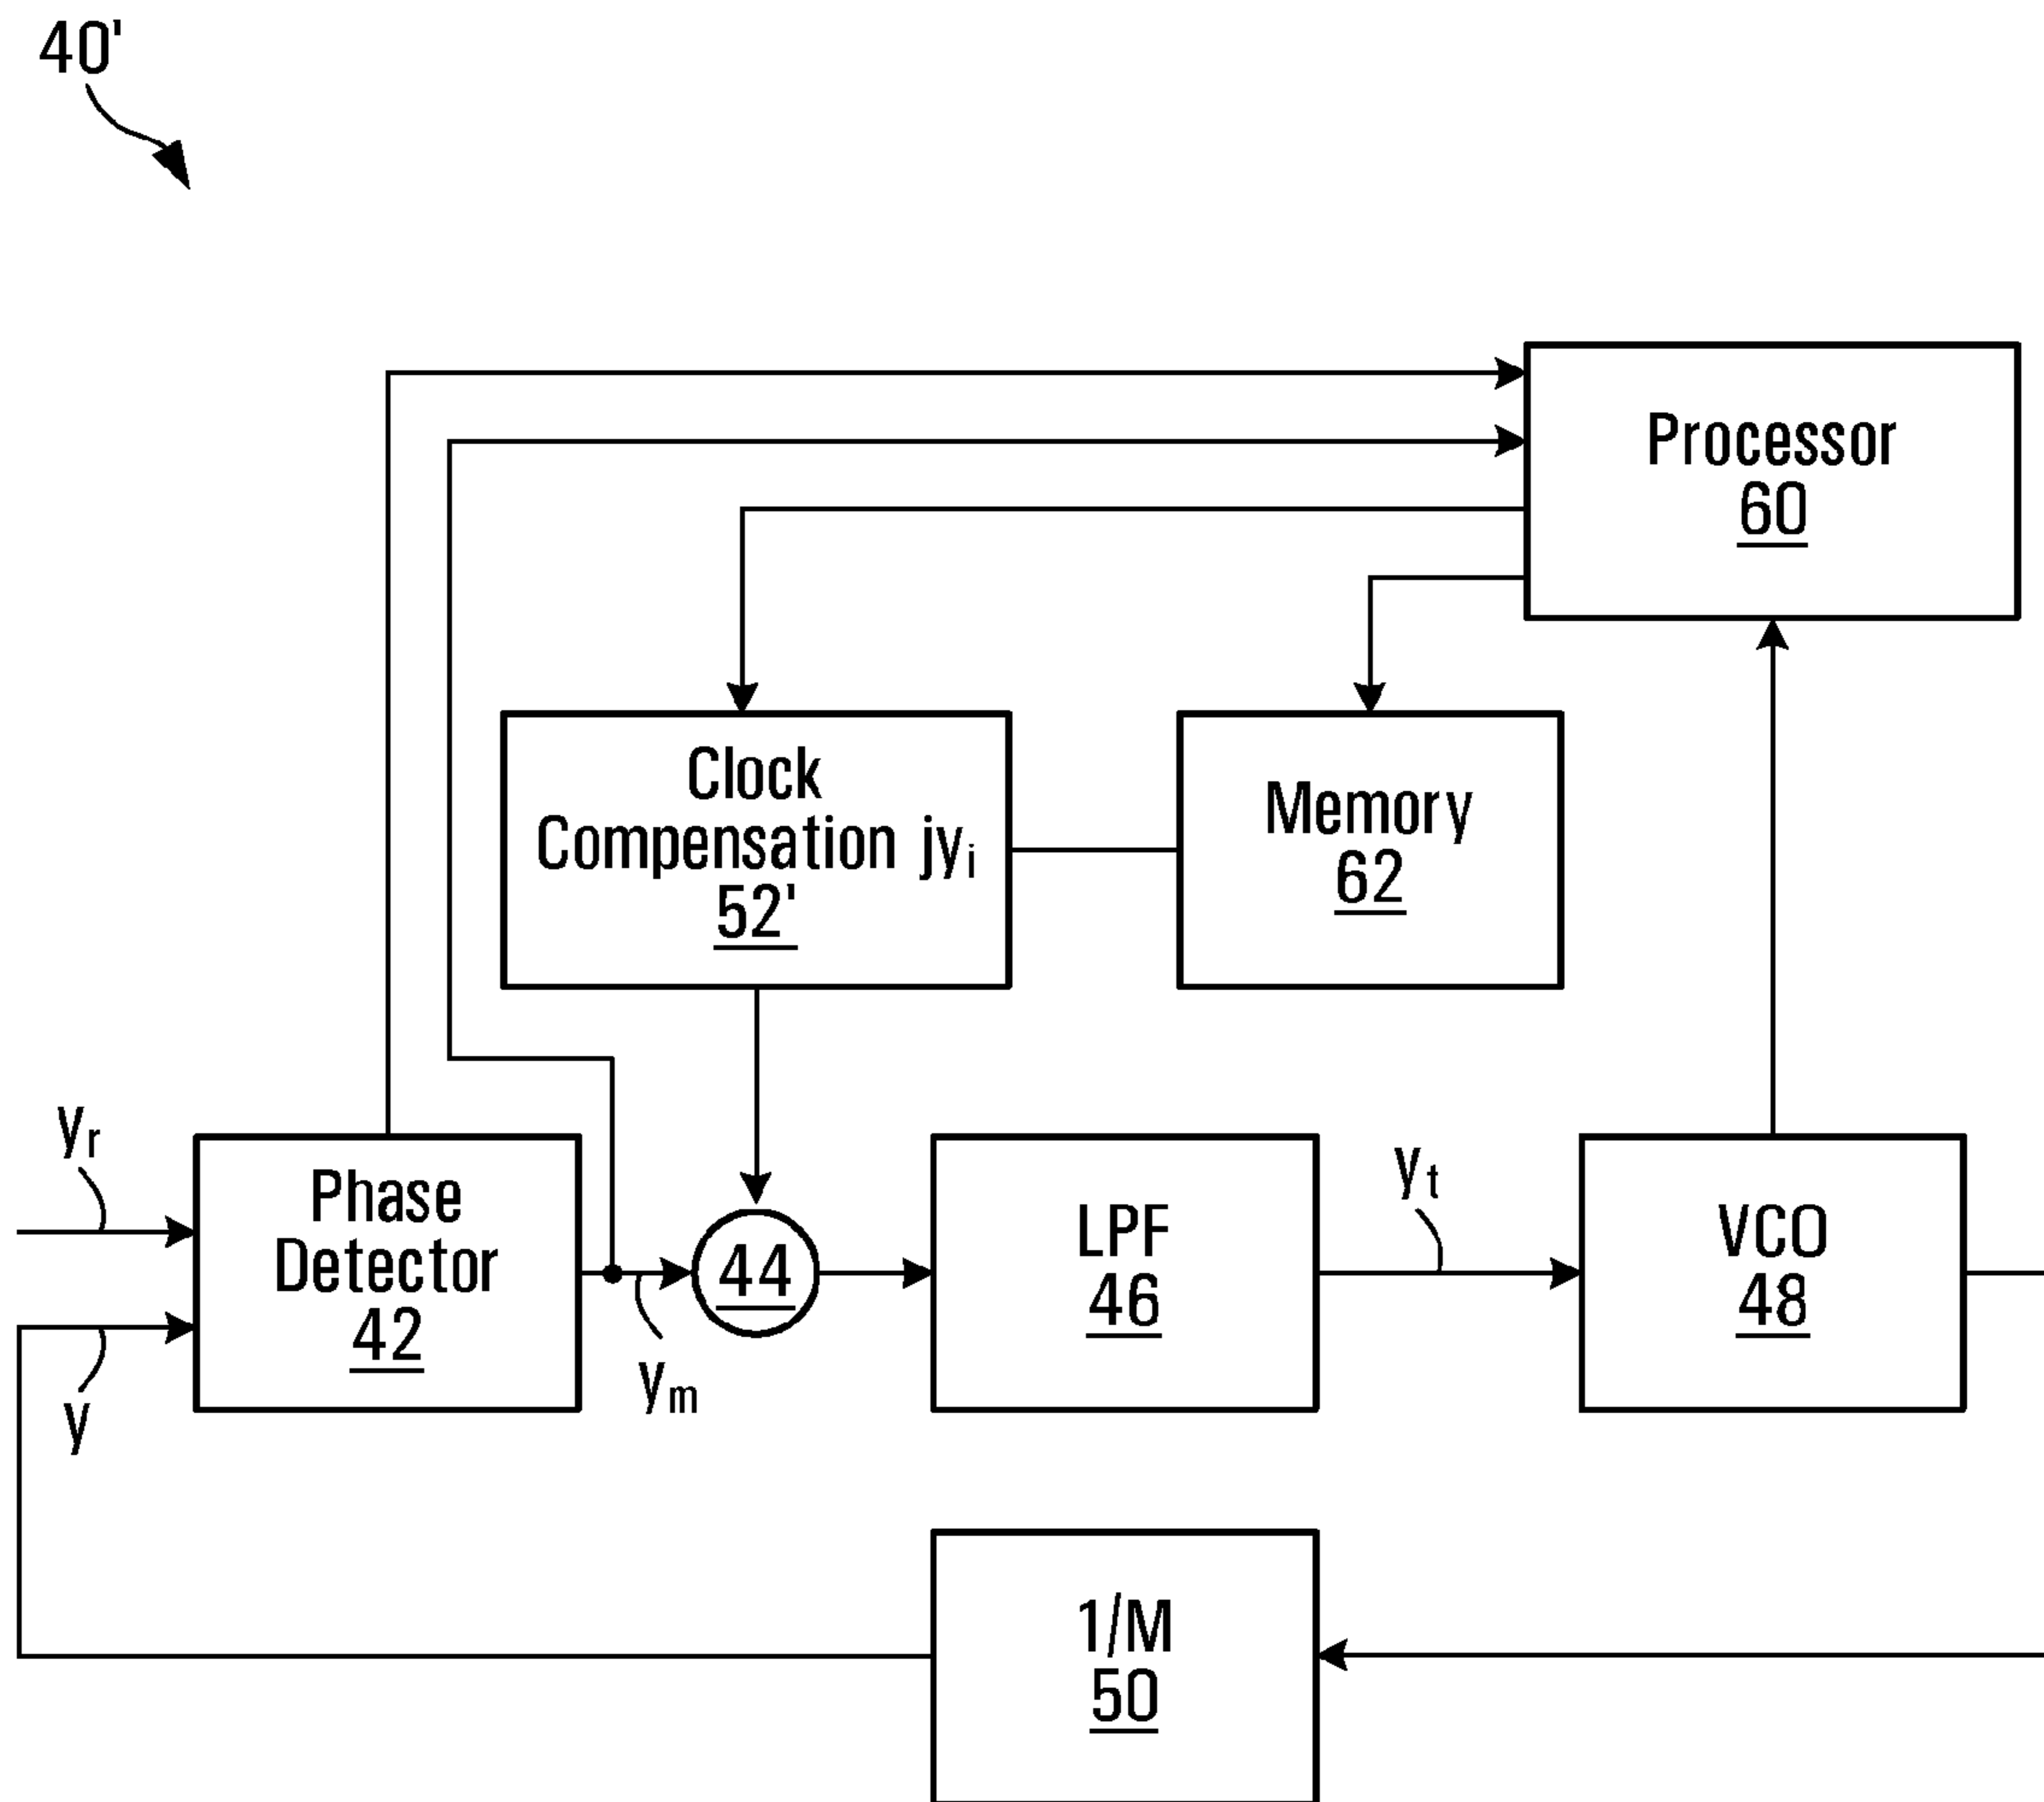 40'
Processor
60
Clock
Compensation jyᵢ
52'
Memory
62
yᵣ
Phase
Detector
42
y
yₘ
44
LPF
46
yₜ
VCO
48
1/M
50